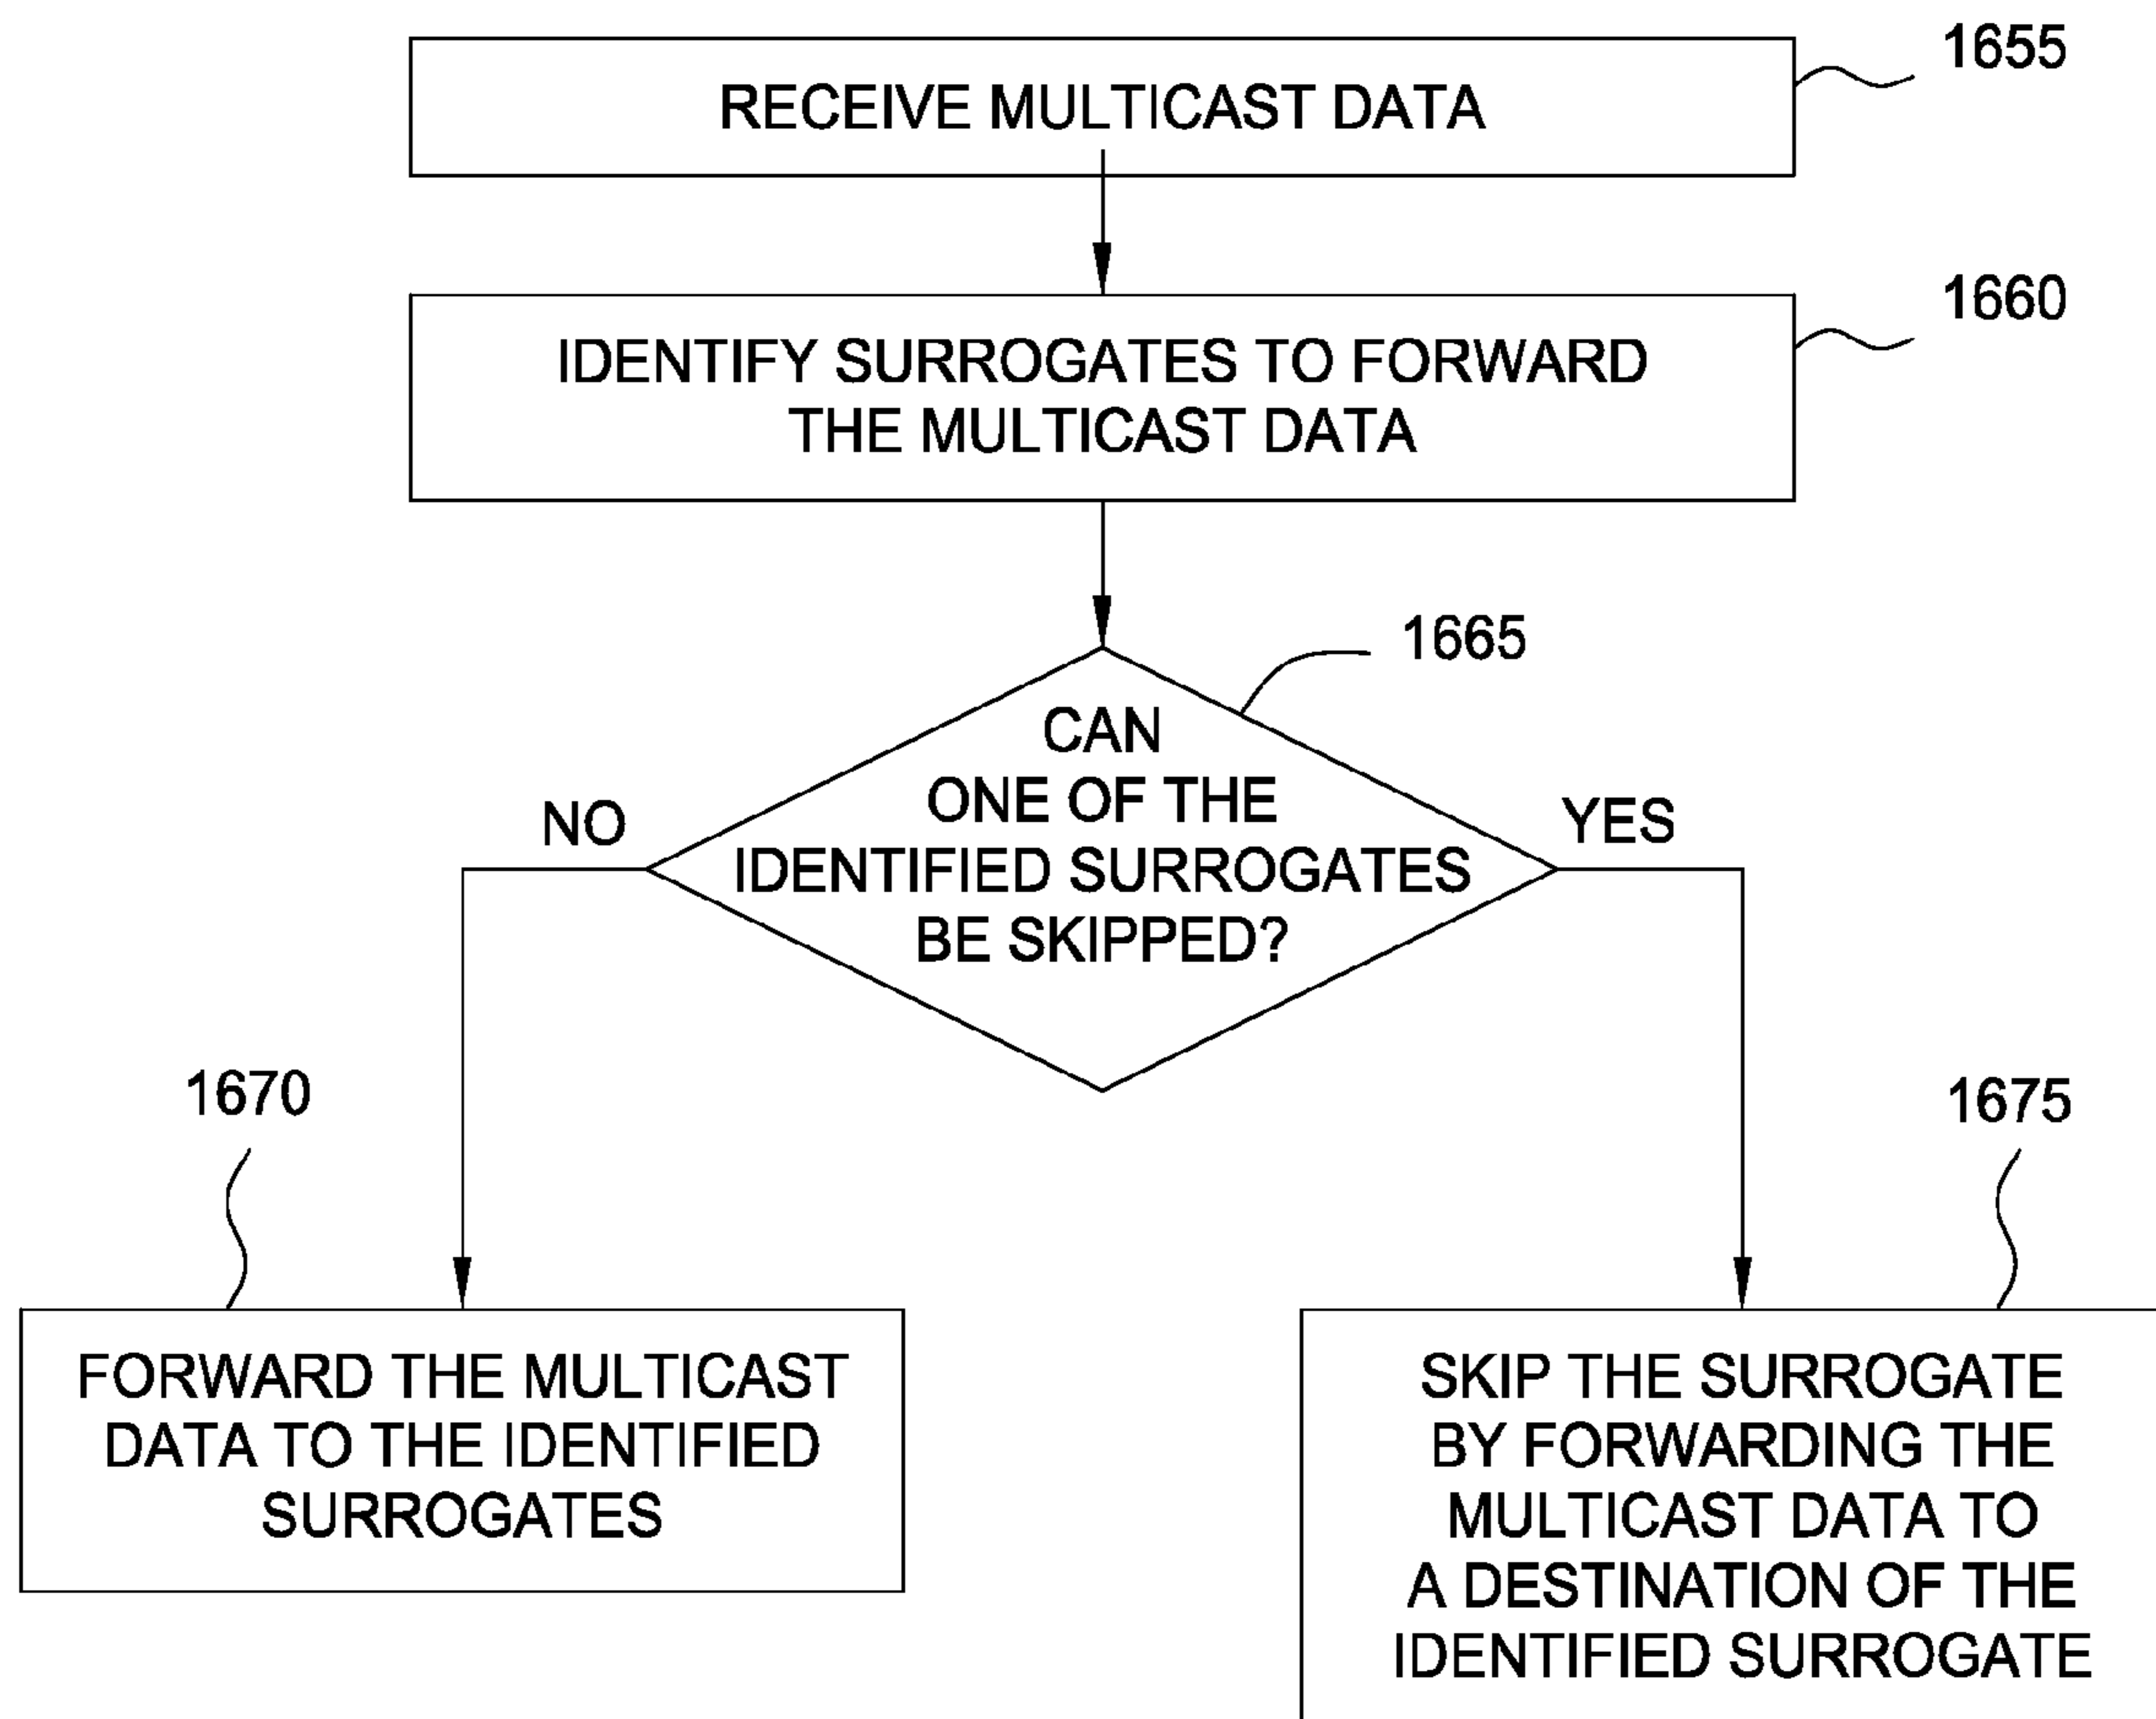 1655
RECEIVE MULTICAST DATA
1660
IDENTIFY SURROGATES TO FORWARD
THE MULTICAST DATA
1665
CAN
ONE OF THE
IDENTIFIED SURROGATES
BE SKIPPED?
NO
YES
1670
1675
FORWARD THE MULTICAST
DATA TO THE IDENTIFIED
SURROGATES
SKIP THE SURROGATE
BY FORWARDING THE
MULTICAST DATA TO
A DESTINATION OF THE
IDENTIFIED SURROGATE